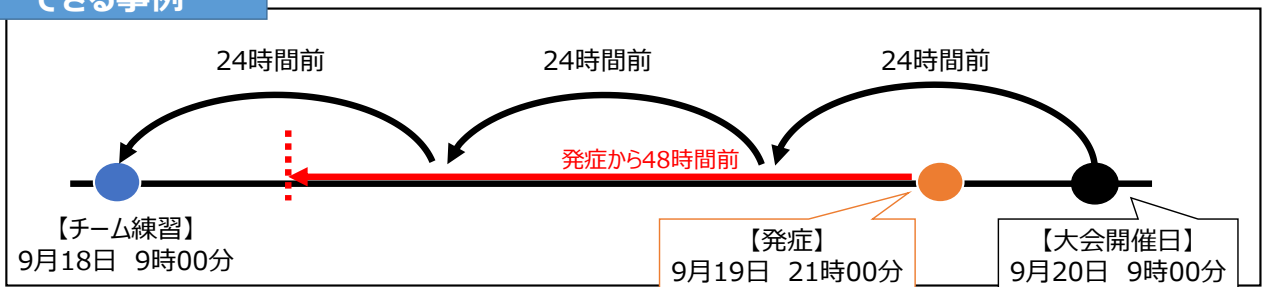 できる事例
24時間前 24時間前 24時間前
発症から48時間前
【チーム練習】
9月18日 9時00分
【発症】
9月19日 21時00分
【大会開催日】
9月20日 9時00分